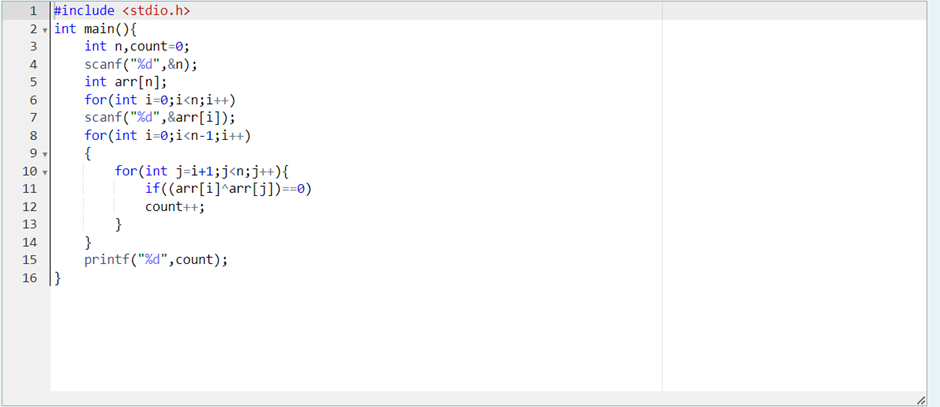 1 #include <stdio.h>
2 int main(){
3 int n,count=0;
4 scanf("%d",&n);
5 int arr[n];
6 for(int i=0;i<n;i++)
7 scanf("%d",&arr[i]);
8 for(int i=0;i<n-1;i++)
9 {
10 for(int j=i+1;j<n;j++){
11 if((arr[i]^arr[j])==0)
12 count++;
13 }
14 }
15 printf("%d",count);
16 }